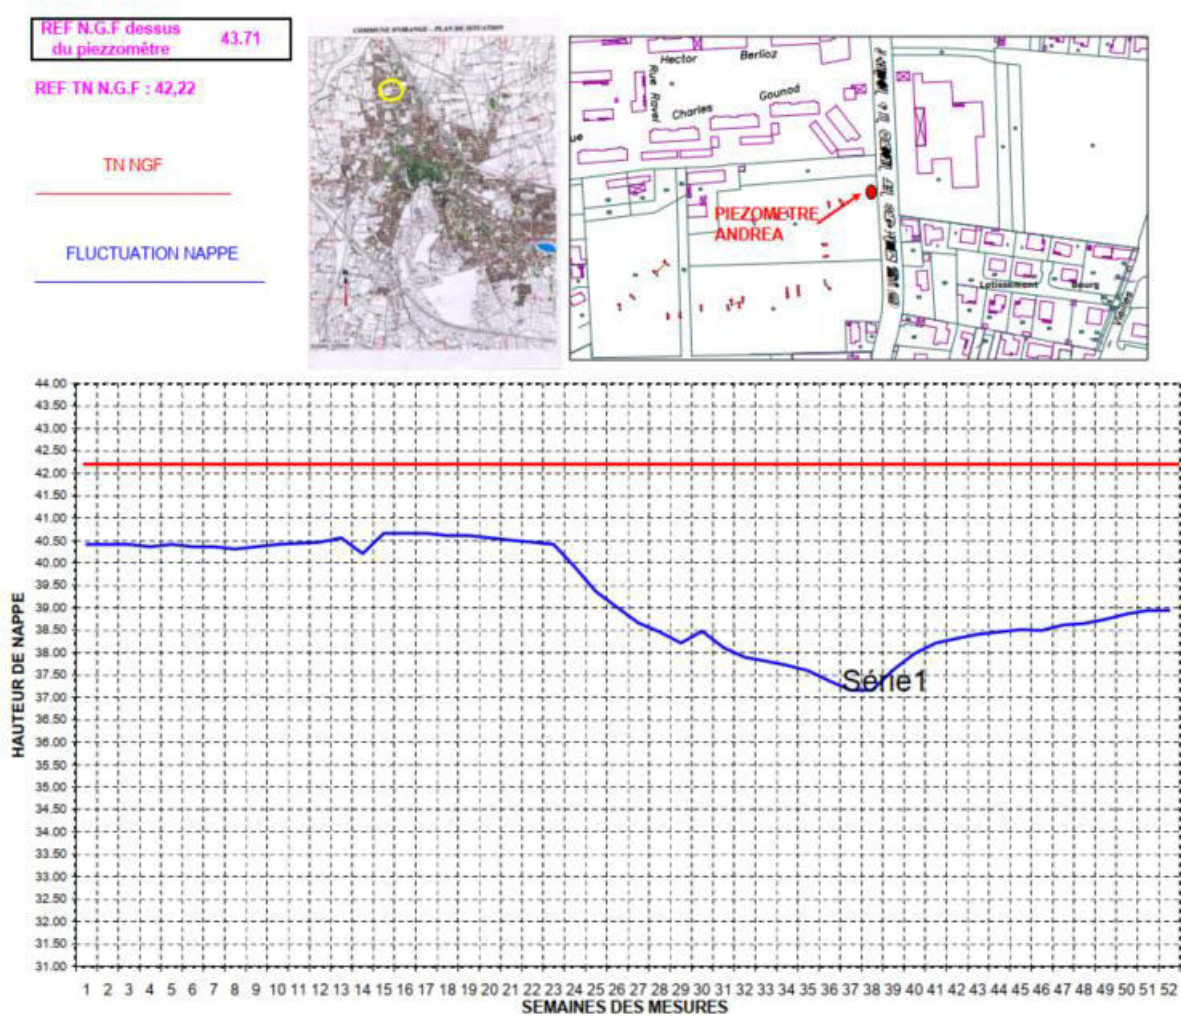 REF N.G.F dessus
du piezzomètre
43.71
REF TN N.G.F : 42,22
TN NGF
FLUCTUATION NAPPE
COMMUNE D'ORANGE - PLAN DE SITUATION
Hector
Berlioz
Rue Ravel
Charles
Gounod
ue
PIEZOMETRE
ANDREA
Lotissement
Bourg
44.00
43.50
43.00
42.50
42.00
41.50
41.00
40.50
40.00
39.50
39.00
38.50
38.00
37.50
37.00
36.50
36.00
35.50
35.00
34.50
34.00
33.50
33.00
32.50
32.00
31.50
31.00
HAUTEUR DE NAPPE
Série1
1 2 3 4 5 6 7 8 9 10 11 12 13 14 15 16 17 18 19 20 21 22 23 24 25 26 27 28 29 30 31 32 33 34 35 36 37 38 39 40 41 42 43 44 45 46 47 48 49 50 51 52
SEMAINES DES MESURES